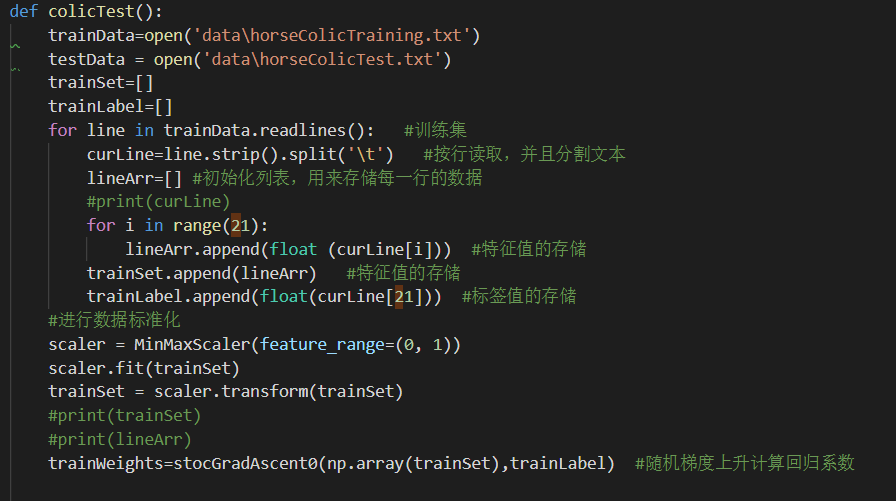 def colicTest():
    trainData=open('data\horseColicTraining.txt')
    testData = open('data\horseColicTest.txt')
    trainSet=[]
    trainLabel=[]
    for line in trainData.readlines():   #训练集
        curLine=line.strip().split('\t')   #按行读取，并且分割文本
        lineArr=[] #初始化列表，用来存储每一行的数据
        #print(curLine)
        for i in range(21):
            lineArr.append(float (curLine[i]))  #特征值的存储
        trainSet.append(lineArr)   #特征值的存储
        trainLabel.append(float(curLine[21]))  #标签值的存储
    #进行数据标准化
    scaler = MinMaxScaler(feature_range=(0, 1))
    scaler.fit(trainSet)
    trainSet = scaler.transform(trainSet)
    #print(trainSet)
    #print(lineArr)
    trainWeights=stocGradAscent0(np.array(trainSet),trainLabel)  #随机梯度上升计算回归系数